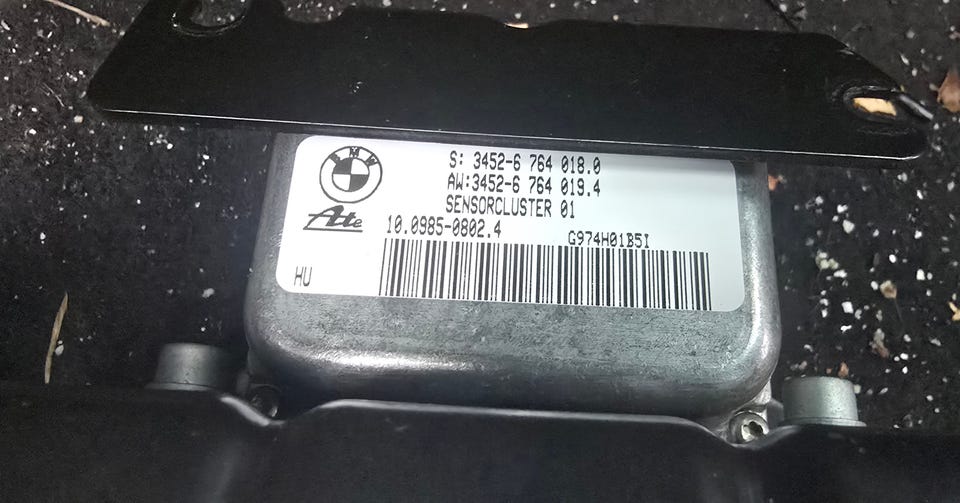 BMW
S: 3452-6 764 018.0
AW:3452-6 764 019.4
SENSORCLUSTER 01
Ate
10.0985-0802.4 G974H01B5I
HU